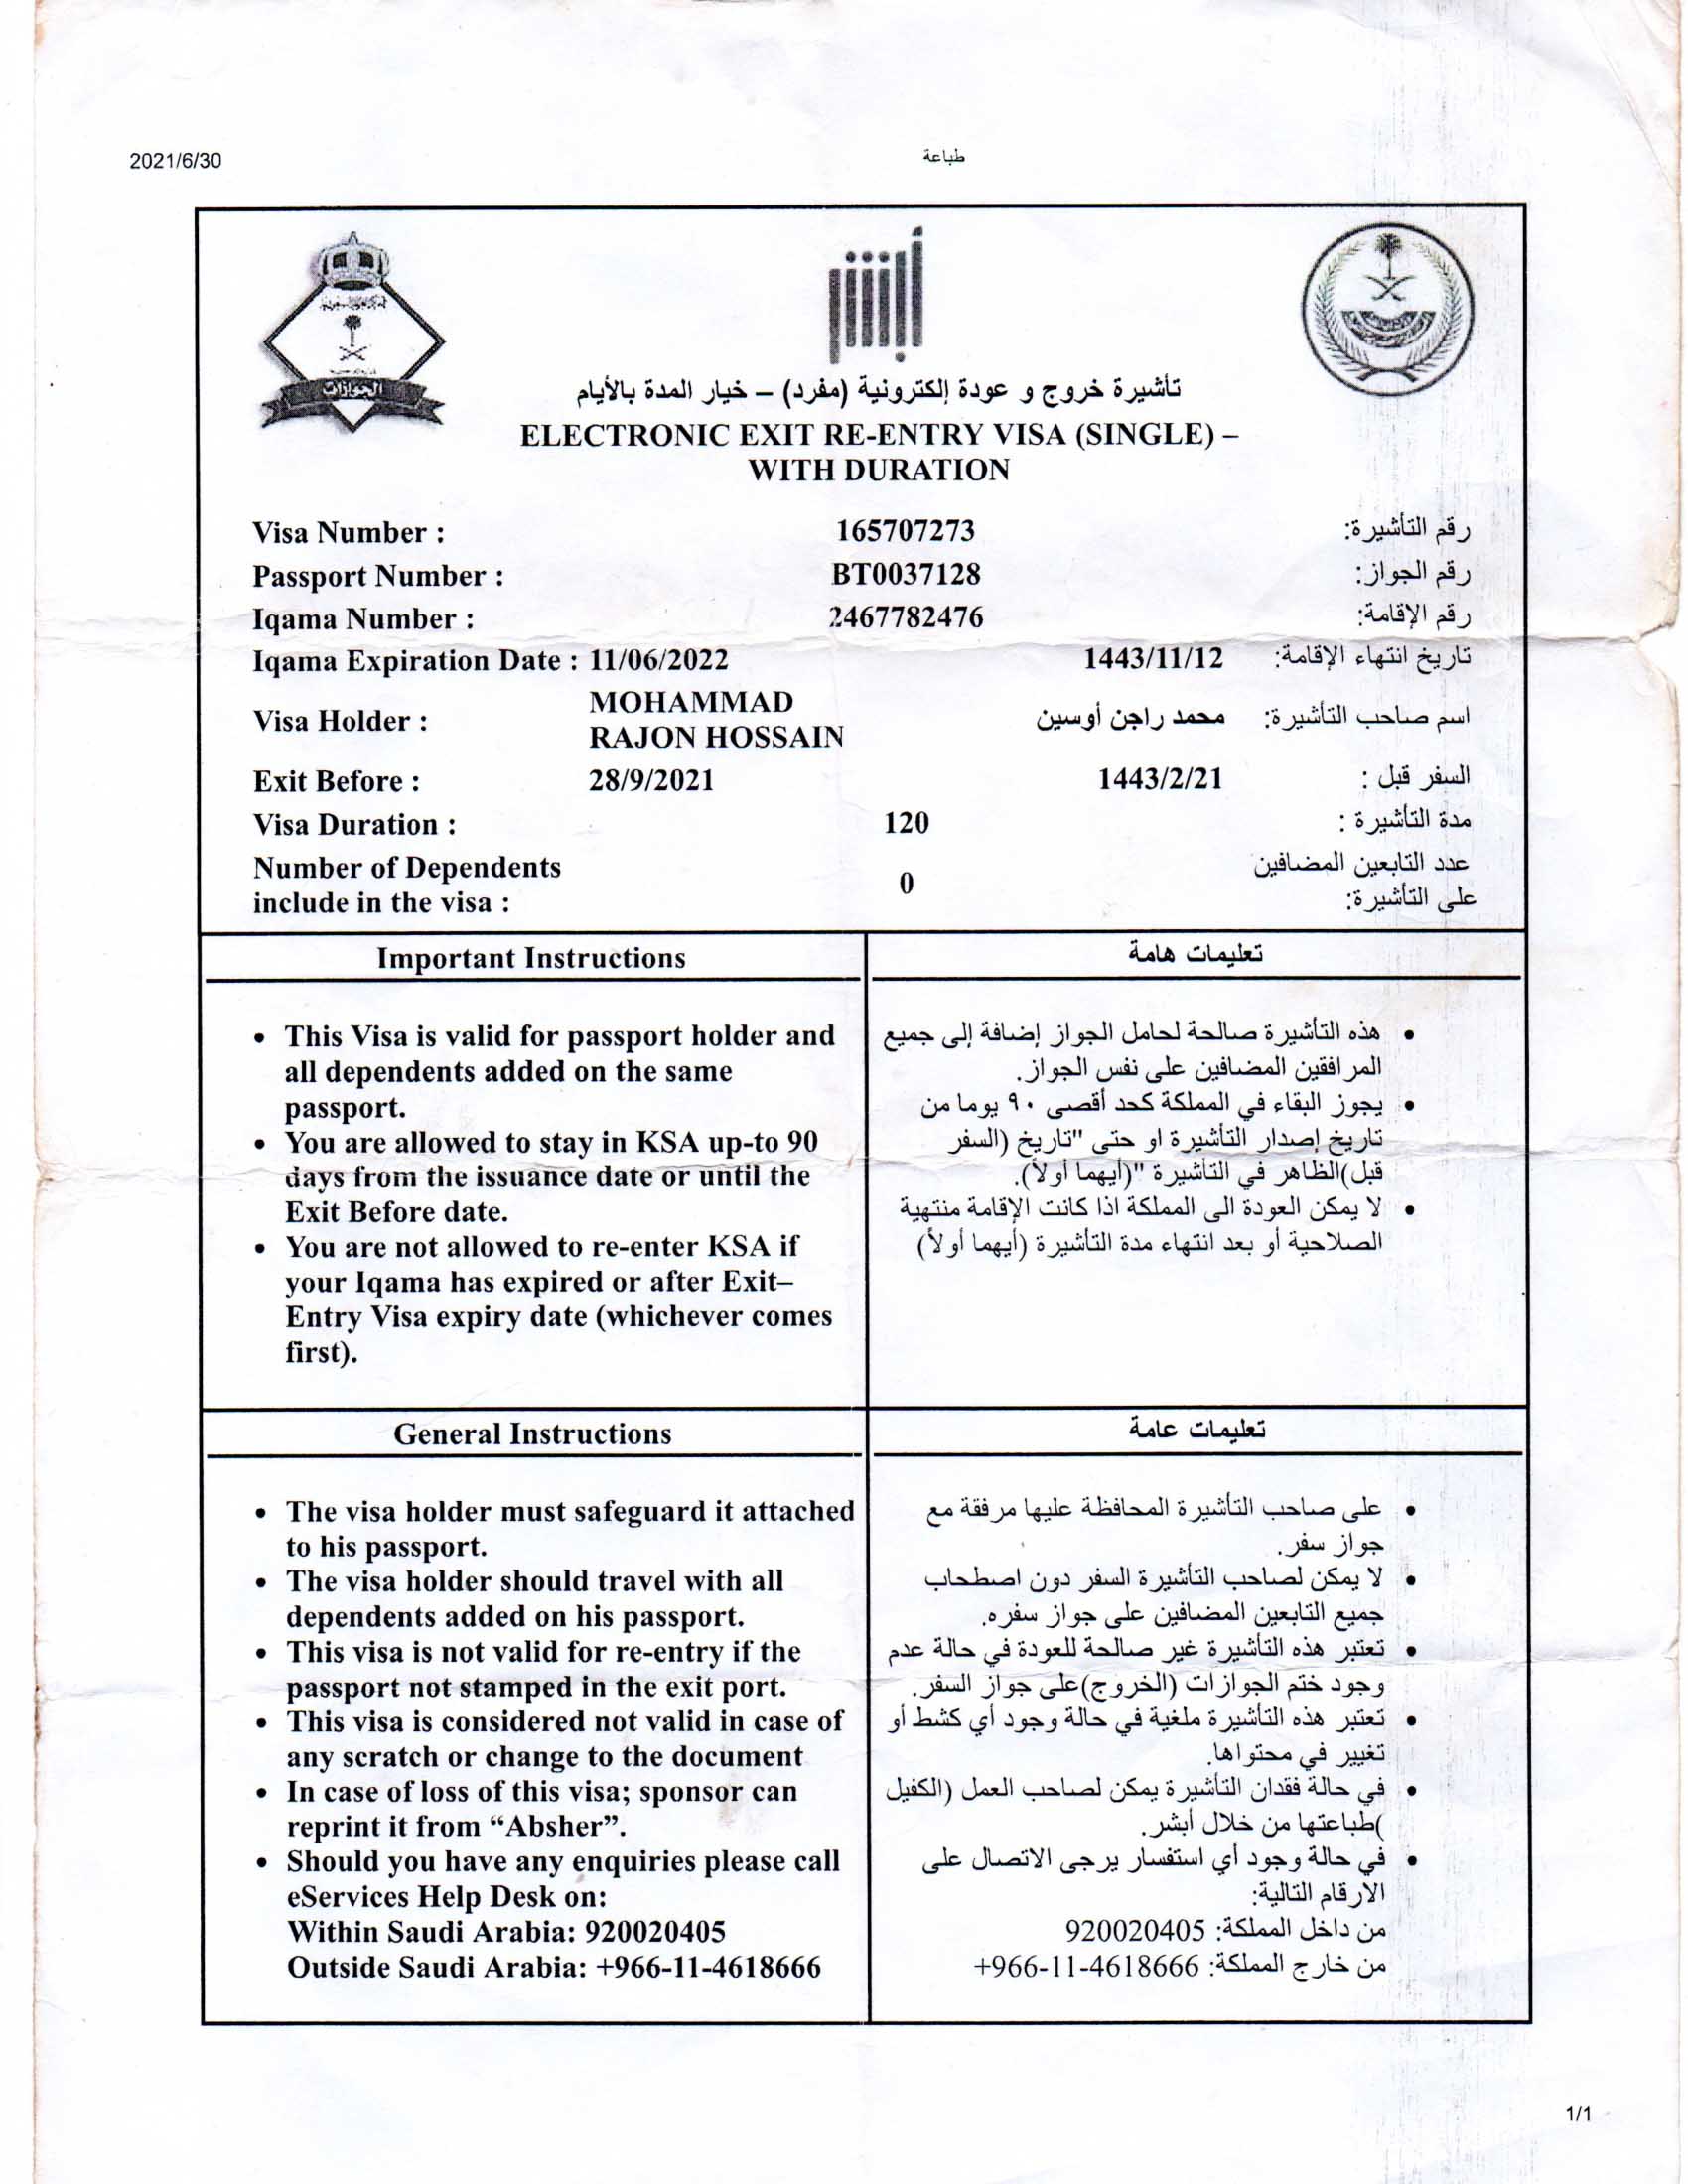 2021/6/30
طباعة
أبشر
الجوازات
تأشيرة خروج و عودة إلكترونية (مفرد) – خيار المدة بالأيام
ELECTRONIC EXIT RE-ENTRY VISA (SINGLE) –
WITH DURATION
Visa Number : 165707273 رقم التأشيرة:
Passport Number : BT0037128 رقم الجواز:
Iqama Number : 2467782476 رقم الإقامة:
Iqama Expiration Date : 11/06/2022 1443/11/12 تاريخ انتهاء الإقامة:
Visa Holder : MOHAMMAD
RAJON HOSSAIN محمد راجن أوسين اسم صاحب التأشيرة:
Exit Before : 28/9/2021 1443/2/21 السفر قبل :
Visa Duration : 120 مدة التأشيرة :
Number of Dependents
include in the visa : 0 عدد التابعين المضافين
على التأشيرة:
Important Instructions
• This Visa is valid for passport holder and
all dependents added on the same
passport.
• You are allowed to stay in KSA up-to 90
days from the issuance date or until the
Exit Before date.
• You are not allowed to re-enter KSA if
your Iqama has expired or after Exit–
Entry Visa expiry date (whichever comes
first).
تعليمات هامة
• هذه التأشيرة صالحة لحامل الجواز إضافة إلى جميع
المرافقين المضافين على نفس الجواز.
• يجوز البقاء في المملكة كحد أقصى ٩٠ يوما من
تاريخ إصدار التأشيرة او حتى "تاريخ (السفر
قبل)الظاهر في التأشيرة "(أيهما أولاً).
• لا يمكن العودة الى المملكة اذا كانت الإقامة منتهية
الصلاحية أو بعد انتهاء مدة التأشيرة (أيهما أولاً)
General Instructions
• The visa holder must safeguard it attached
to his passport.
• The visa holder should travel with all
dependents added on his passport.
• This visa is not valid for re-entry if the
passport not stamped in the exit port.
• This visa is considered not valid in case of
any scratch or change to the document
• In case of loss of this visa; sponsor can
reprint it from “Absher”.
• Should you have any enquiries please call
eServices Help Desk on:
Within Saudi Arabia: 920020405
Outside Saudi Arabia: +966-11-4618666
تعليمات عامة
• على صاحب التأشيرة المحافظة عليها مرفقة مع
جواز سفر.
• لا يمكن لصاحب التأشيرة السفر دون اصطحاب
جميع التابعين المضافين على جواز سفره.
• تعتبر هذه التأشيرة غير صالحة للعودة في حالة عدم
وجود ختم الجوازات (الخروج)على جواز السفر.
• تعتبر هذه التأشيرة ملغية في حالة وجود أي كشط أو
تغيير في محتواها.
• في حالة فقدان التأشيرة يمكن لصاحب العمل (الكفيل
)طباعتها من خلال أبشر.
• في حالة وجود أي استفسار يرجى الاتصال على
الارقام التالية:
من داخل المملكة: 920020405
من خارج المملكة: 4618666-11-966+
1/1